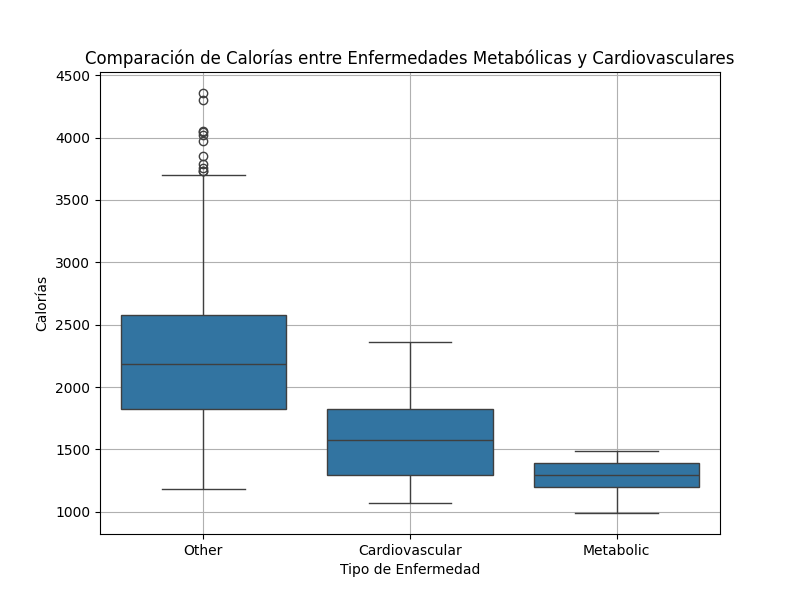 Comparación de Calorías entre Enfermedades Metabólicas y Cardiovasculares
Calorías
4500
4000
3500
3000
2500
2000
1500
1000
Other Cardiovascular Metabolic
Tipo de Enfermedad